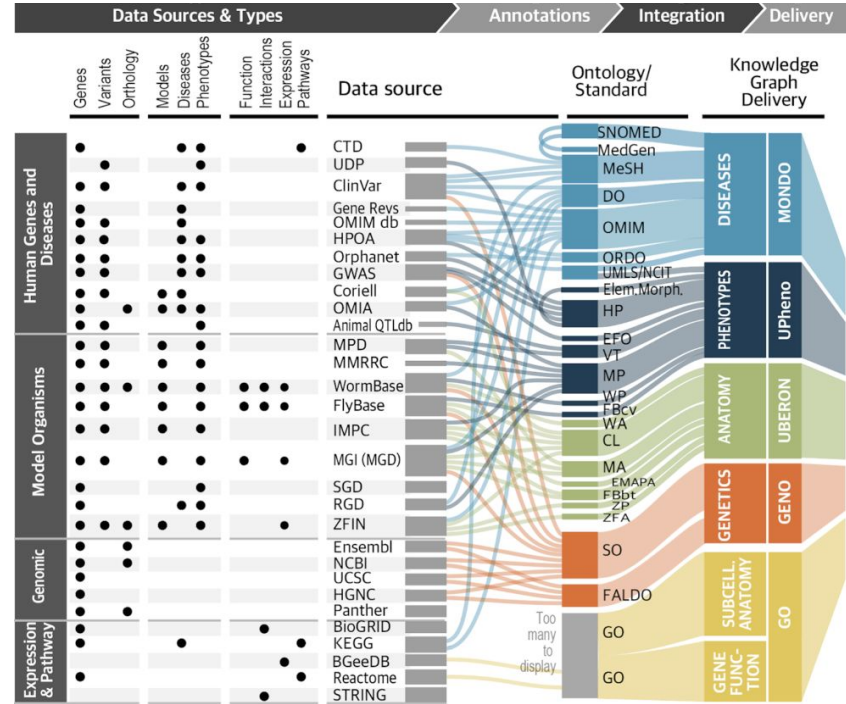 Data Sources & Types
Annotations
Integration
Delivery
Genes
Variants
Orthology
Models
Diseases
Phenotypes
Function
Interactions
Expression
Pathways
Data source
Ontology/
Standard
Knowledge
Graph
Delivery
Human Genes and
Diseases
CTD
UDP
ClinVar
Gene Revs
OMIM db
HPOA
Orphanet
GWAS
Coriell
OMIA
Animal QTLdb
Model Organisms
MPD
MMRRC
WormBase
FlyBase
IMPC
MGI (MGD)
SGD
RGD
ZFIN
Genomic
Ensembl
NCBI
UCSC
HGNC
Panther
Expression
& Pathway
BioGRID
KEGG
BGeeDB
Reactome
STRING
SNOMED
MedGen
MeSH
DO
OMIM
ORDO
UMLS/NCIT
Elem.Morph.
HP
EFO
VT
MP
WP
FBcv
WA
CL
MA
EMAPA
FBbt
ZP
ZFA
SO
FALDO
Too
many
to
display
GO
GO
DISEASES
MONDO
PHENOTYPES
UPheno
ANATOMY
UBERON
GENETICS
GENO
SUBCELL.
ANATOMY
GENE
FUNC-
TION
GO